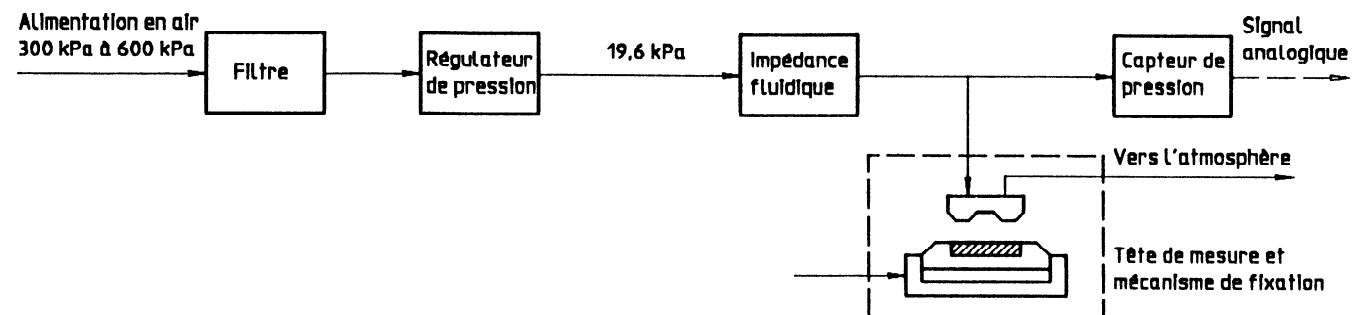 Alimentation en air
300 kPa à 600 kPa
Filtre
Régulateur
de pression
19,6 kPa
Impédance
fluidique
Capteur de
pression
Signal
analogique
Vers l'atmosphère
Tête de mesure et
mécanisme de fixation